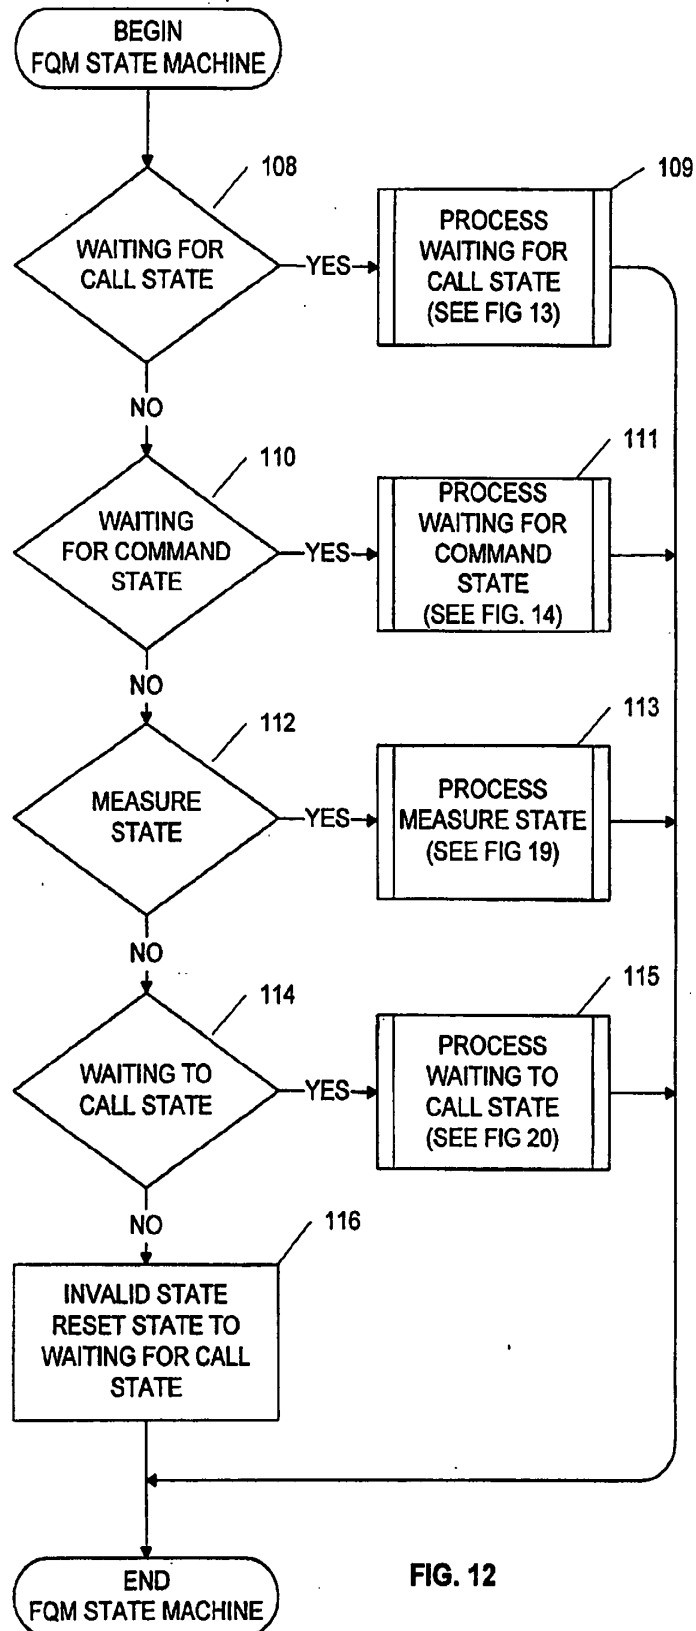 BEGIN
FQM STATE MACHINE
108
109
WAITING FOR
CALL STATE
YES
PROCESS
WAITING FOR
CALL STATE
(SEE FIG 13)
NO
110
111
WAITING
FOR COMMAND
STATE
YES
PROCESS
WAITING FOR
COMMAND
STATE
(SEE FIG. 14)
NO
112
113
MEASURE
STATE
YES
PROCESS
MEASURE STATE
(SEE FIG 19)
NO
114
115
WAITING TO
CALL STATE
YES
PROCESS
WAITING TO
CALL STATE
(SEE FIG 20)
NO
116
INVALID STATE
RESET STATE TO
WAITING FOR CALL
STATE
END
FQM STATE MACHINE
FIG. 12